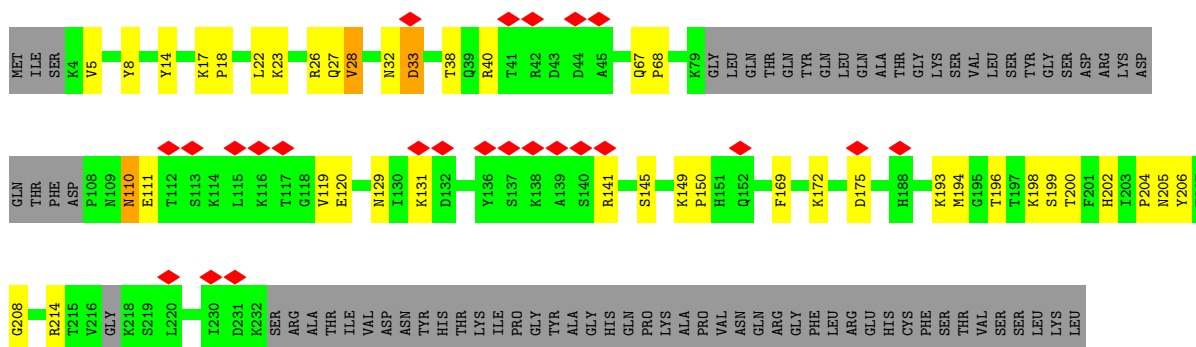 MET ILE SER K4 V5 Y8 Y14 K17 P18 L22 K23 R26 Q27 V28 N32 D33 T38 Q39 R40 T41 R42 D43 D44 A45 Q67 P68 K79 GLY LEU GLN THR GLN TYR GLN LEU GLN ALA THR GLY LYS SER VAL LEU SER TYR GLY SER ASP ARG LYS ASP
GLN THR PHE ASP P108 N109 N110 E111 T112 S113 K114 L115 K116 T117 G118 V119 E120 N129 I130 K131 D132 Y136 S137 K138 A139 S140 R141 S145 K149 P150 H151 Q152 F169 K172 D175 H188 K193 M194 G195 T196 T197 K198 S199 T200 F201 H202 I203 P204 N205 Y206
G208 R214 T215 V216 GLY K218 S219 L220 I230 D231 K232 SER ARG ALA THR ILE VAL ASP ASN TYR HIS THR LYS ILE PRO GLY TYR ALA GLY HIS GLN PRO LYS ALA PRO VAL ASN GLN ARG GLY PHE LEU ARG GLU HIS CYS PHE SER THR VAL SER SER LEU LYS LEU